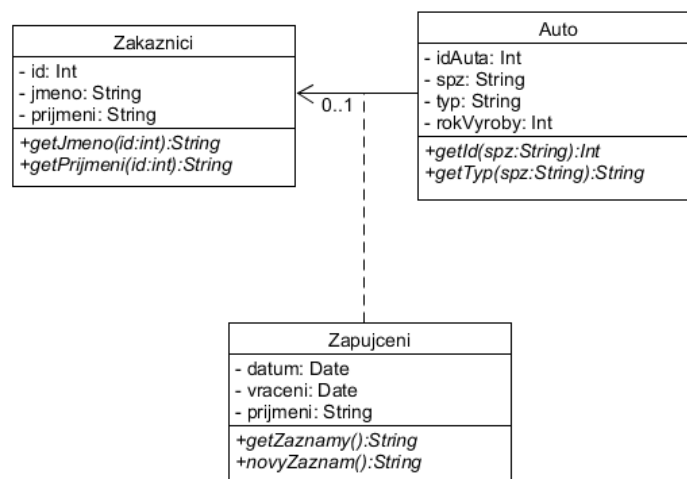 Zakaznici
- id: Int
- jmeno: String
- prijmeni: String
+getJmeno(id:int):String
+getPrijmeni(id:int):String
0..1
Auto
- idAuta: Int
- spz: String
- typ: String
- rokVyroby: Int
+getId(spz:String):Int
+getTyp(spz:String):String
Zapujceni
- datum: Date
- vraceni: Date
- prijmeni: String
+getZaznamy():String
+novyZaznam():String